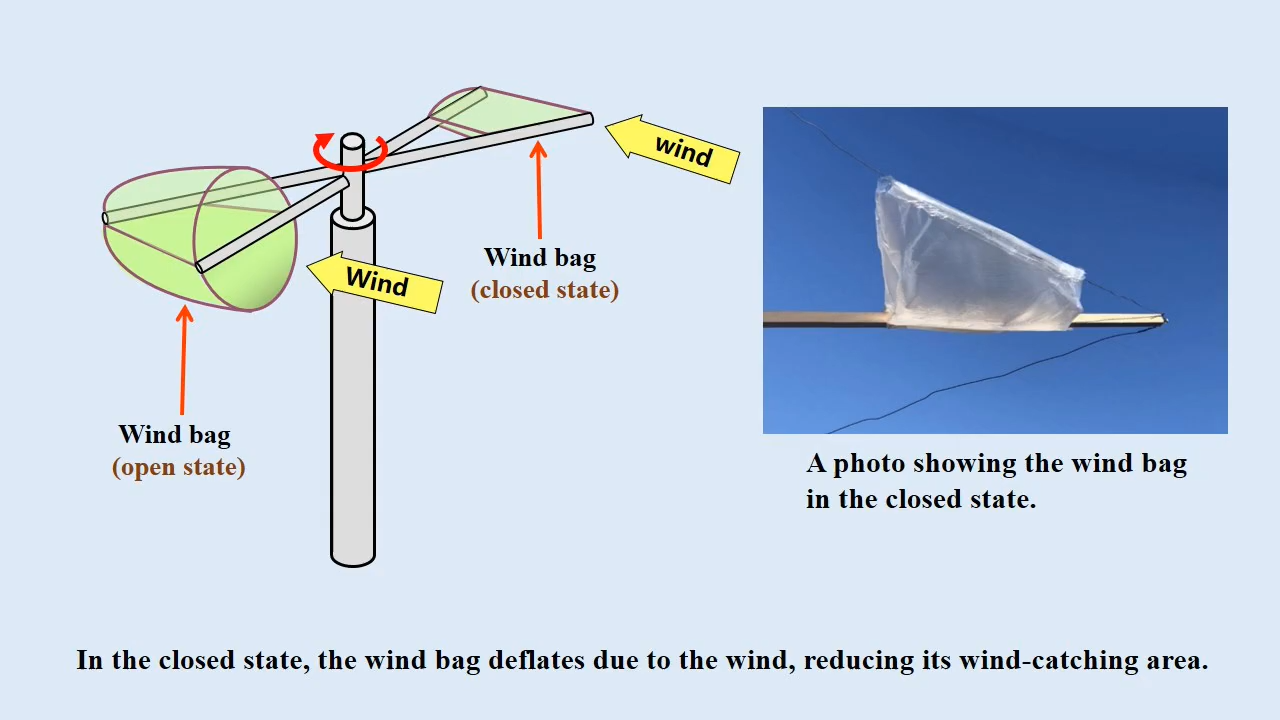 wind
Wind bag
(closed state)
Wind
Wind bag
(open state)
A photo showing the wind bag
in the closed state.
In the closed state, the wind bag deflates due to the wind, reducing its wind-catching area.